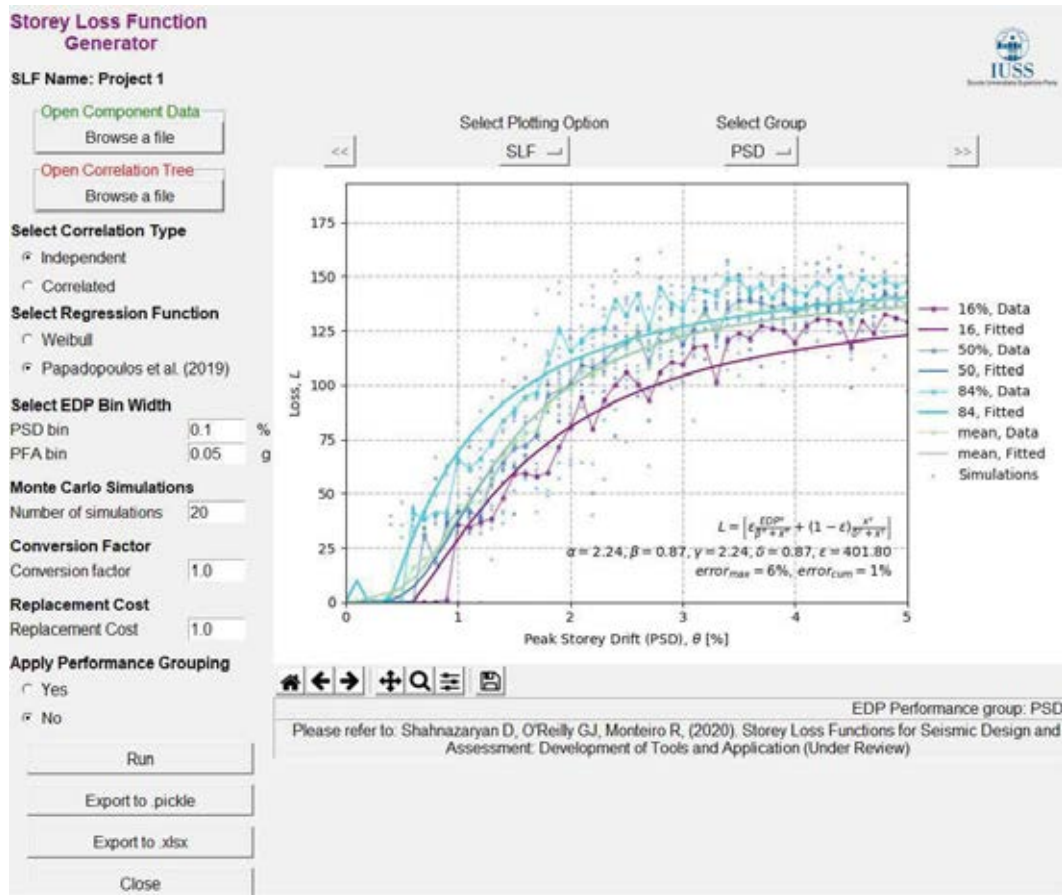 Storey Loss Function
Generator
SLF Name: Project 1
Open Component Data
Browse a file
Open Correlation Tree
Browse a file
Select Correlation Type
Independent
Correlated
Select Regression Function
Weibull
Papadopoulos et al. (2019)
Select EDP Bin Width
PSD bin 0.1 %
PFA bin 0.05 g
Monte Carlo Simulations
Number of simulations 20
Conversion Factor
Conversion factor 1.0
Replacement Cost
Replacement Cost 1.0
Apply Performance Grouping
Yes
No
Run
Export to .pickle
Export to .xlsx
Close
IUSS
Select Plotting Option Select Group
<< SLF PSD >>
Loss, L
175
150
125
100
75
50
25
0
0 1 2 3 4 5
Peak Storey Drift (PSD), θ [%]
α = 2.24, β = 0.87, γ = 2.24, δ = 0.87, ε = 401.80
error_max = 6%, error_cum = 1%
16%, Data
16, Fitted
50%, Data
50, Fitted
84%, Data
84, Fitted
mean, Data
mean, Fitted
Simulations
EDP Performance group: PSD
Please refer to: Shahnazaryan D, O'Reilly GJ, Monteiro R, (2020). Storey Loss Functions for Seismic Design and
Assessment: Development of Tools and Application (Under Review)